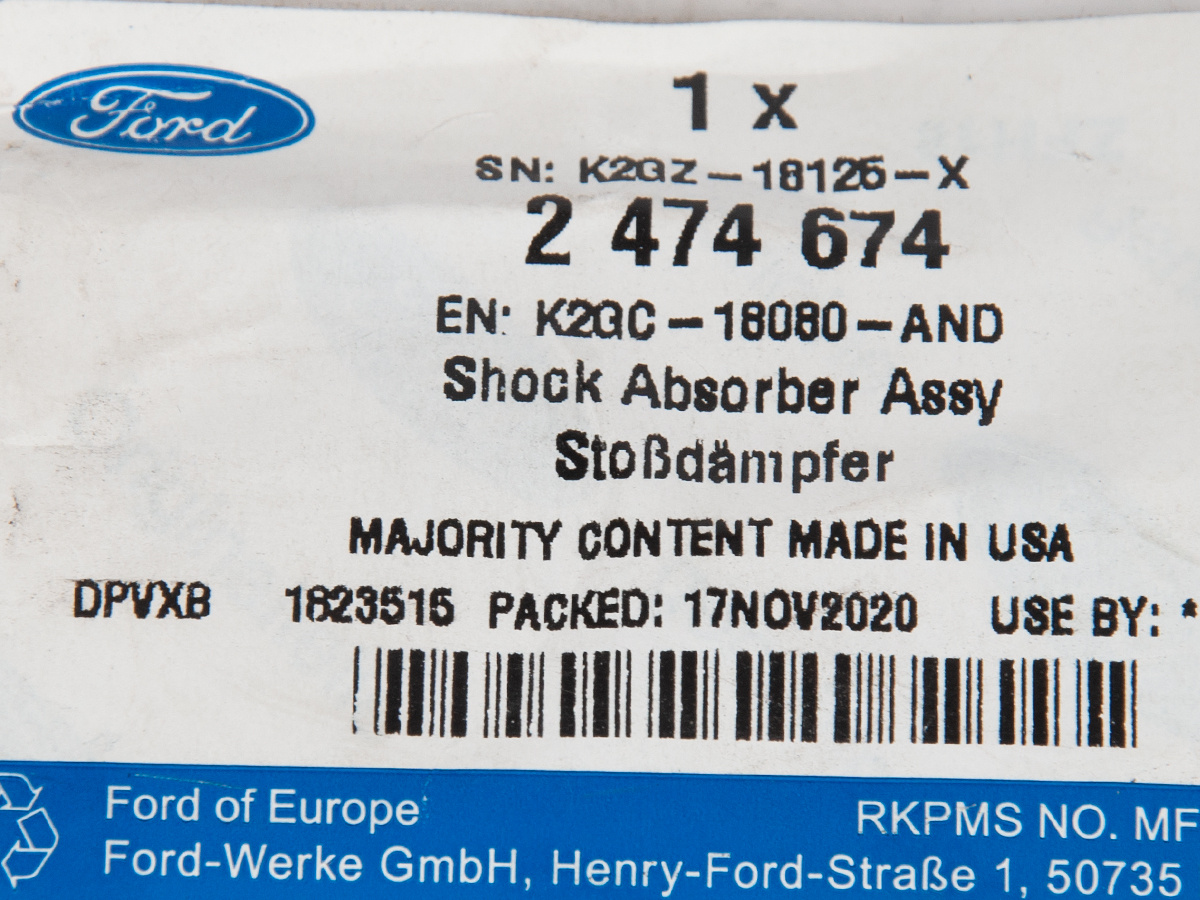 Ford
1 x
SN: K2GZ-18125-X
2 474 674
EN: K2GC-18080-AND
Shock Absorber Assy
Stoßdämpfer
MAJORITY CONTENT MADE IN USA
DPVXB 1823515 PACKED: 17NOV2020 USE BY: *
Ford of Europe RKPMS NO. MF
Ford-Werke GmbH, Henry-Ford-Straße 1, 50735